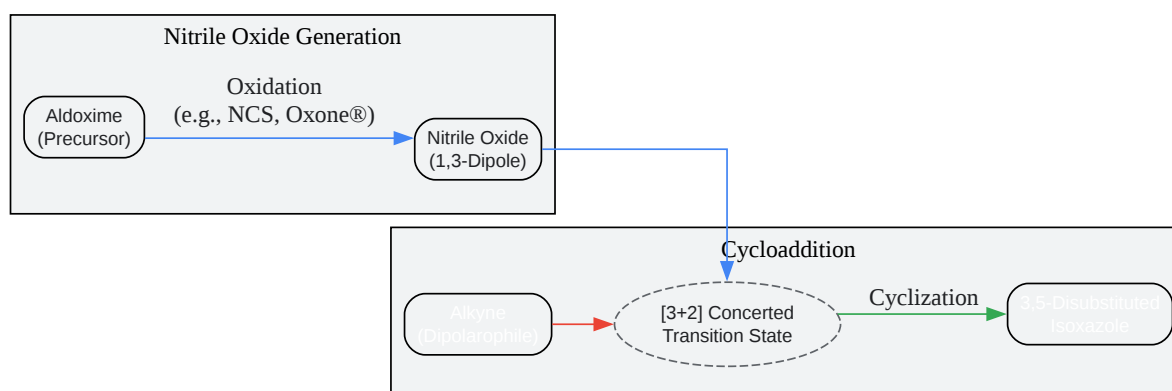 Nitrile Oxide Generation
Oxidation
(e.g., NCS, Oxone®)
Aldoxime
(Precursor)
Nitrile Oxide
(1,3-Dipole)
Cycloaddition
Cyclization
Alkyne
(Dipolarophile)
[3+2] Concerted
Transition State
3,5-Disubstituted
Isoxazole